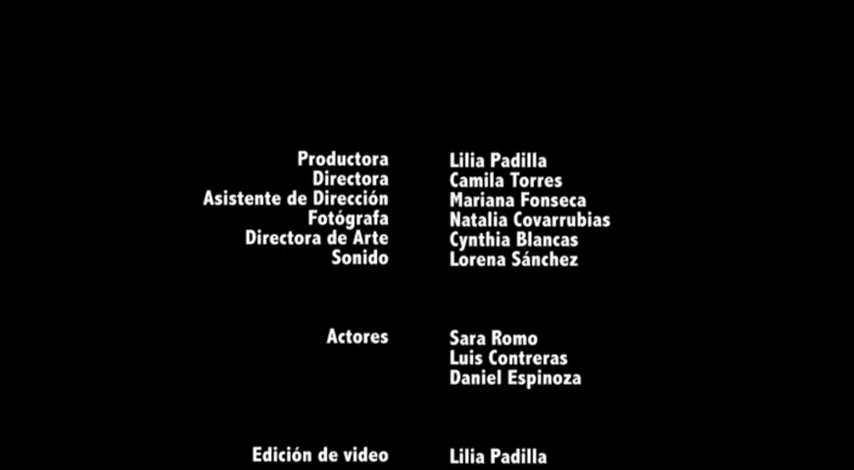 Productora Lilia Padilla
Directora Camila Torres
Asistente de Dirección Mariana Fonseca
Fotógrafa Natalia Covarrubias
Directora de Arte Cynthia Blancas
Sonido Lorena Sánchez
Actores Sara Romo
Luis Contreras
Daniel Espinoza
Edición de video Lilia Padilla